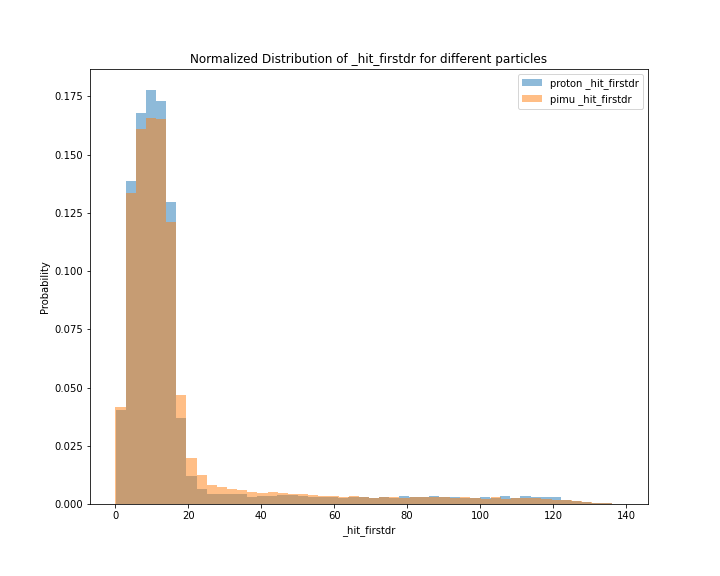 Normalized Distribution of _hit_firstdr for different particles
proton _hit_firstdr
pimu _hit_firstdr
Probability
0.175
0.150
0.125
0.100
0.075
0.050
0.025
0.000
0 20 40 60 80 100 120 140
_hit_firstdr